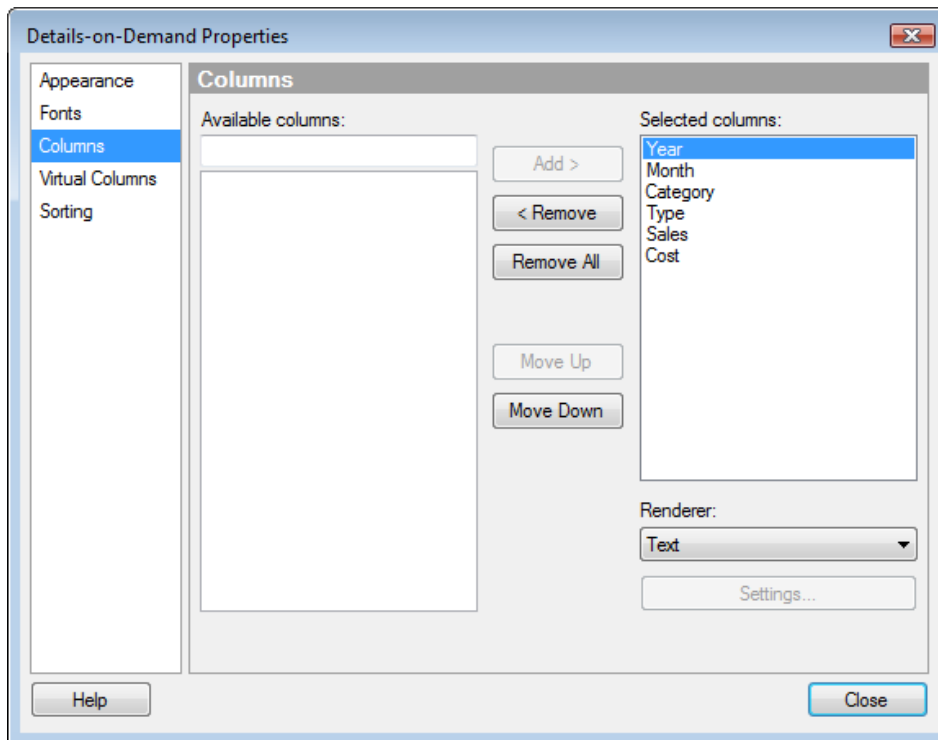 Details-on-Demand Properties
Appearance
Fonts
Columns
Virtual Columns
Sorting
Columns
Available columns:
Add >
< Remove
Remove All
Move Up
Move Down
Selected columns:
Year
Month
Category
Type
Sales
Cost
Renderer:
Text
Settings...
Help
Close